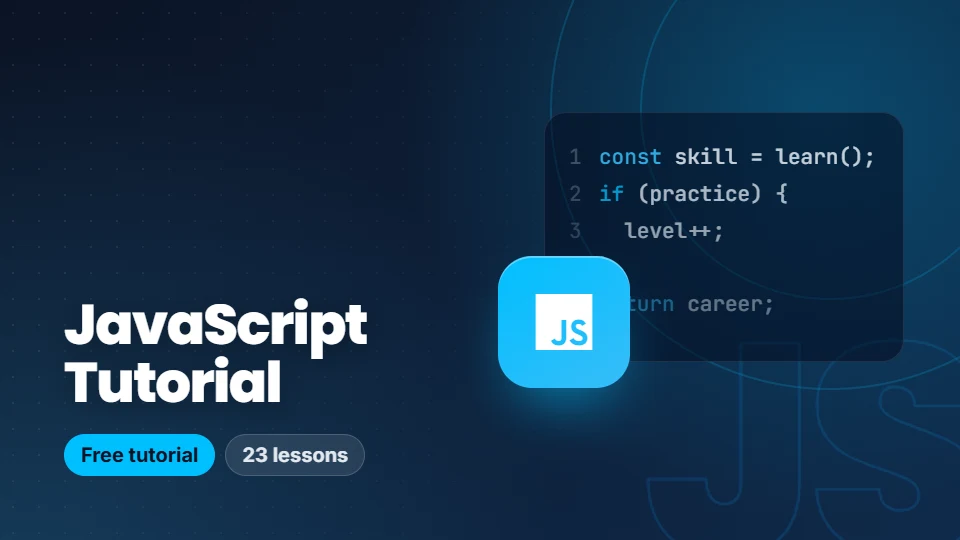 JavaScript
Tutorial
Free tutorial
23 lessons
1 const skill = learn();
2 if (practice) {
3 level++;
career;
JS
JS